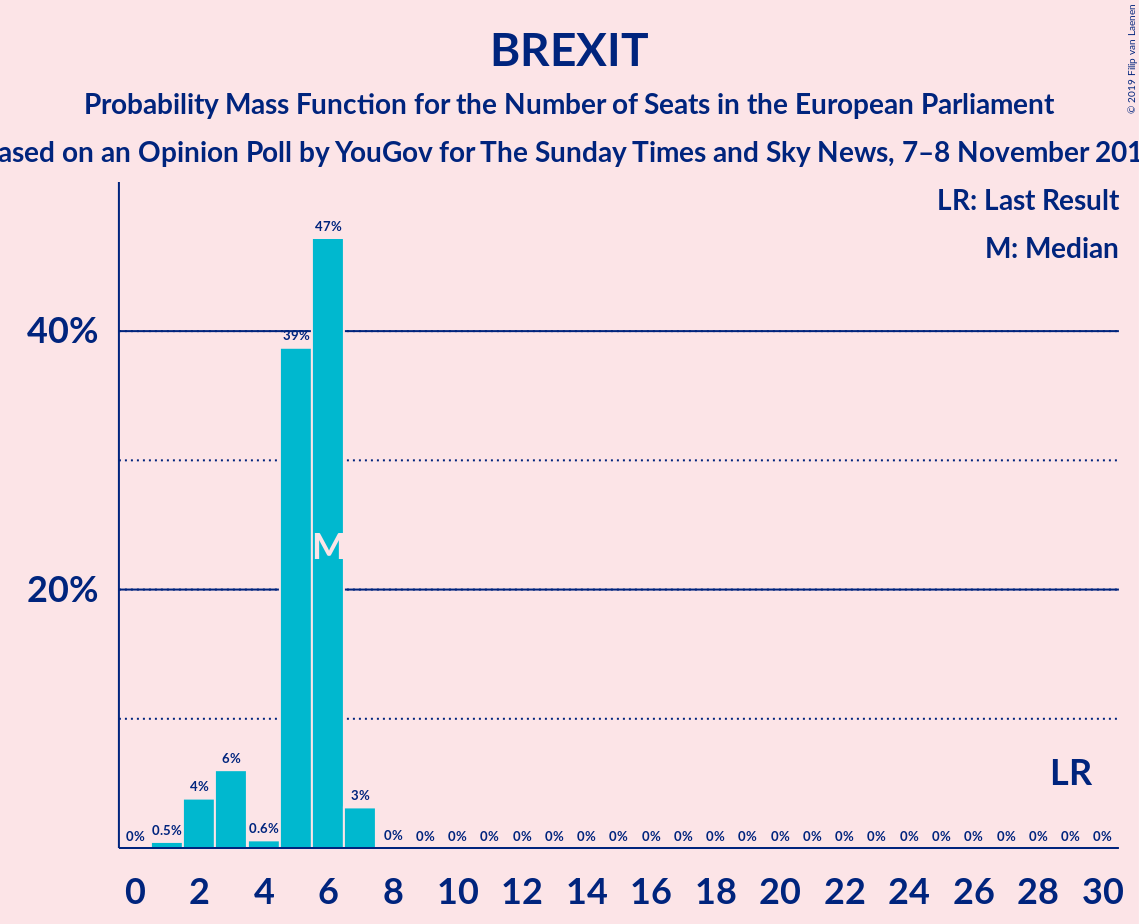 BREXIT
Probability Mass Function for the Number of Seats in the European Parliament
ased on an Opinion Poll by YouGov for The Sunday Times and Sky News, 7–8 November 201
© 2019 Filip van Laenen
LR: Last Result
M: Median
47%
40%
39%
M
20%
6%
LR
4%
3%
0% 0.5% 0.6% 0% 0% 0% 0% 0% 0% 0% 0% 0% 0% 0% 0% 0% 0% 0% 0% 0% 0% 0% 0% 0% 0% 0%
0 2 4 6 8 10 12 14 16 18 20 22 24 26 28 30